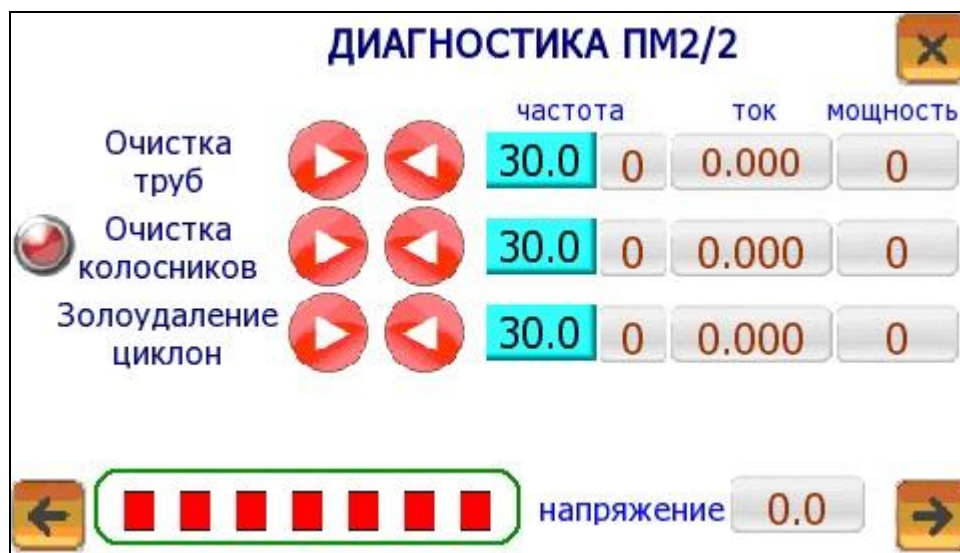 ДИАГНОСТИКА ПМ2/2
частота ток мощность
Очистка
труб
30.0 0 0.000 0
Очистка
колосников
30.0 0 0.000 0
Золоудаление
циклон
30.0 0 0.000 0
напряжение 0.0